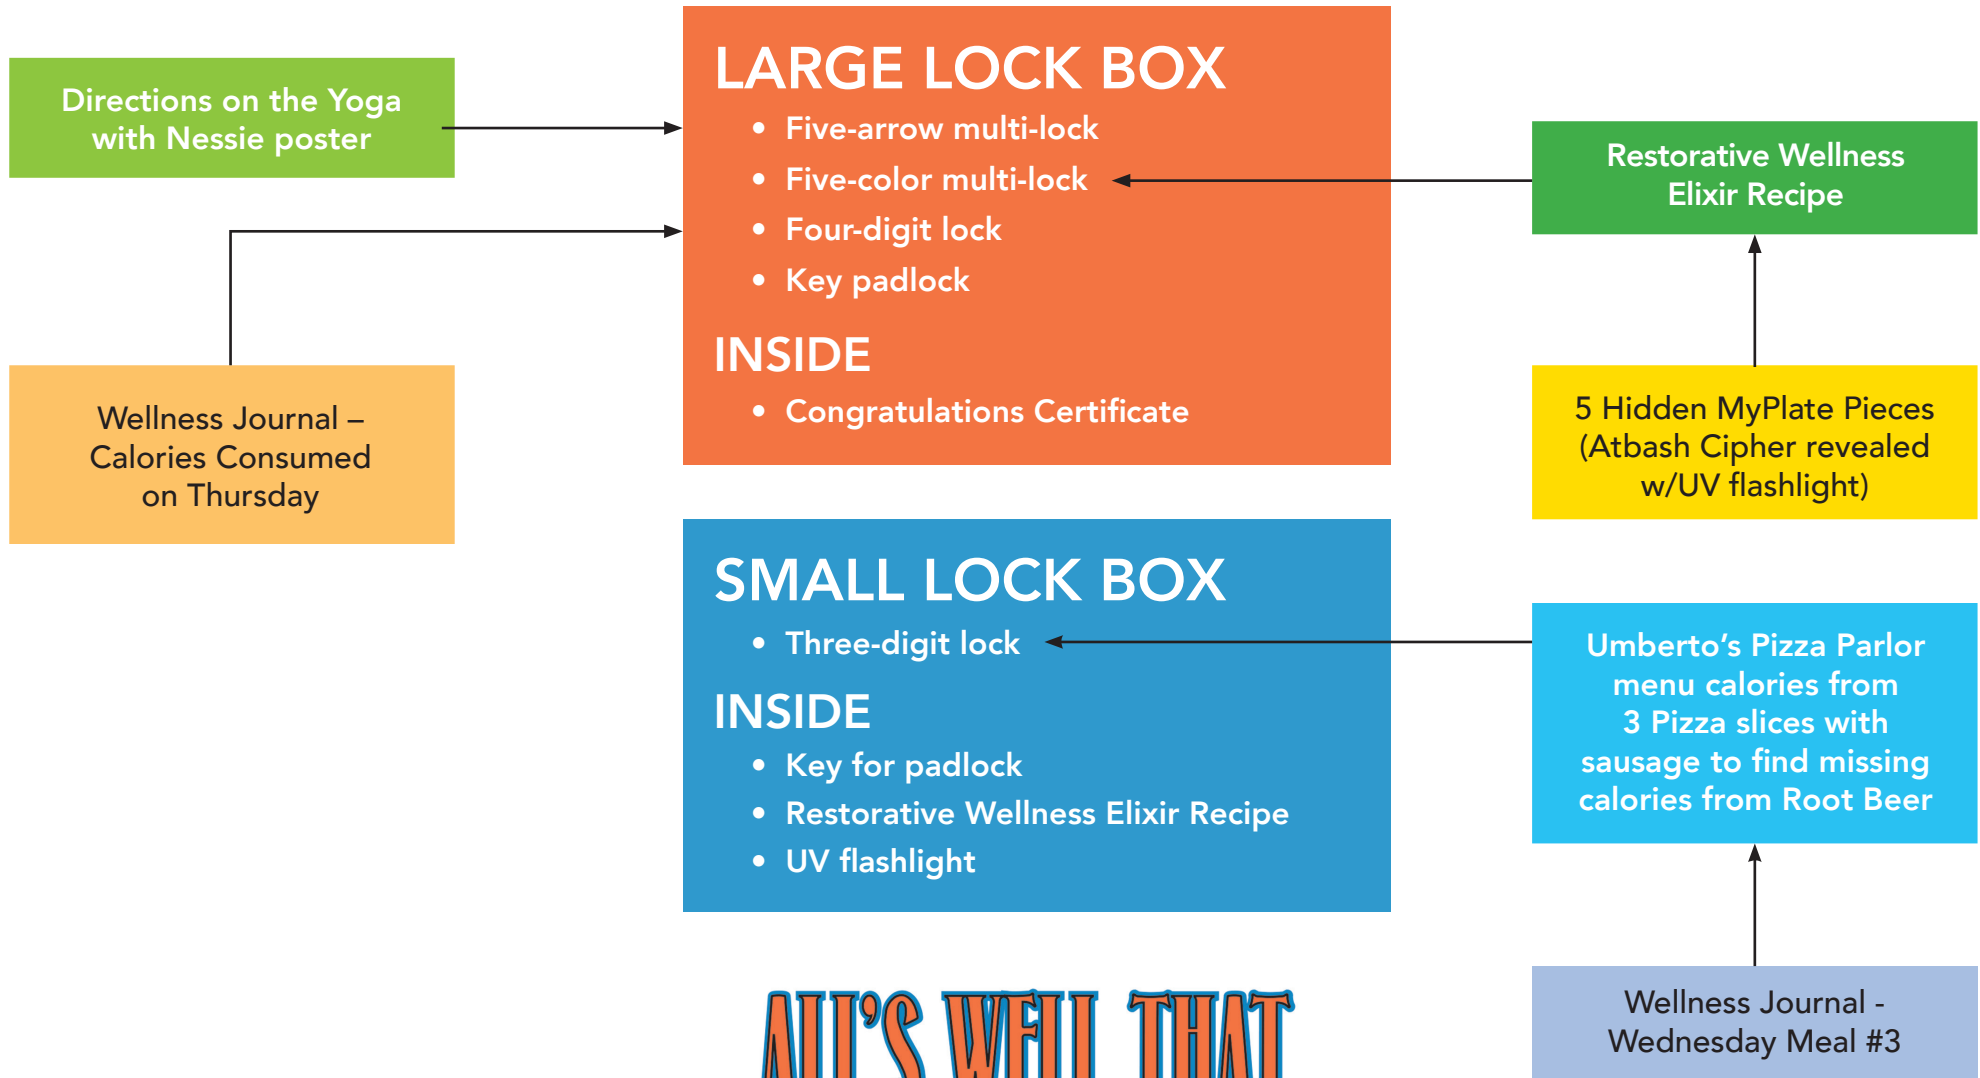 Directions on the Yoga
with Nessie poster
Wellness Journal –
Calories Consumed
on Thursday
LARGE LOCK BOX
• Five-arrow multi-lock
• Five-color multi-lock
• Four-digit lock
• Key padlock
INSIDE
• Congratulations Certificate
SMALL LOCK BOX
• Three-digit lock
INSIDE
• Key for padlock
• Restorative Wellness Elixir Recipe
• UV flashlight
Restorative Wellness
Elixir Recipe
5 Hidden MyPlate Pieces
(Atbash Cipher revealed
w/UV flashlight)
Umberto’s Pizza Parlor
menu calories from
3 Pizza slices with
sausage to find missing
calories from Root Beer
Wellness Journal -
Wednesday Meal #3
ALL’S WELL THAT